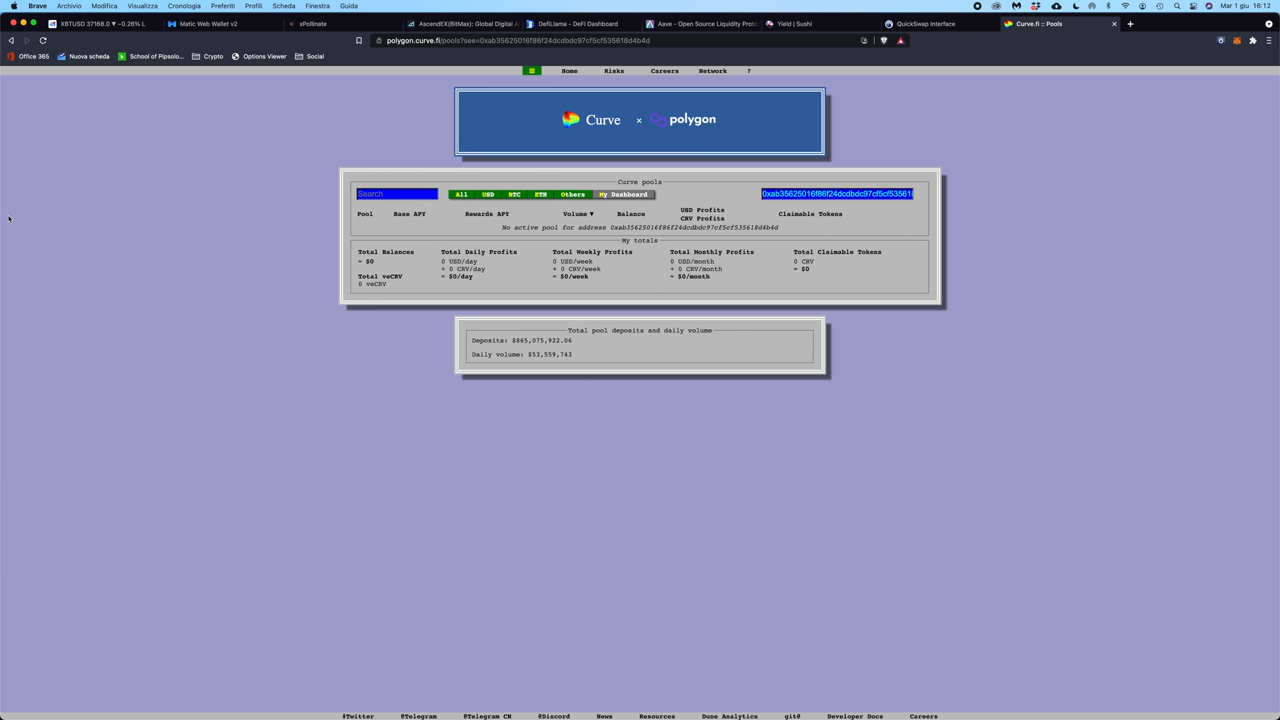 Brave Archivio Modifica Visualizza Cronologia Preferiti Profili Scheda Finestra Guida Mar 1 giu 16:12
XBTUSD 37168.0 ▾ −0.26% L Matic Web Wallet v2 xPollinate AscendEX(BitMax): Global Digital A DefiLlama - DeFi Dashboard Aave - Open Source Liquidity Proto Yield | Sushi QuickSwap Interface Curve.fi :: Pools
polygon.curve.fi/pools?see=0xab35625016f86f24dcdbdc97cf5cf535618d4b4d
Office 365 Nuova scheda School of Pipsolo... Crypto Options Viewer Social
Home Risks Careers Network ?
Curve × polygon
Curve pools
Search All USD BTC ETH Others My Dashboard 0xab35625016f86f24dcdbdc97cf5cf535618
Pool Base APY Rewards APY Volume ▼ Balance USD Profits CRV Profits Claimable Tokens
No active pool for address 0xab35625016f86f24dcdbdc97cf5cf535618d4b4d
My totals
Total Balances Total Daily Profits Total Weekly Profits Total Monthly Profits Total Claimable Tokens
= $0 0 USD/day 0 USD/week 0 USD/month 0 CRV
+ 0 CRV/day + 0 CRV/week + 0 CRV/month = $0
Total veCRV = $0/day = $0/week = $0/month
0 veCRV
Total pool deposits and daily volume
Deposits: $865,075,922.06
Daily volume: $53,559,743
#Twitter @Telegram @Telegram CN @Discord News Resources Dune Analytics git@ Developer Docs Careers